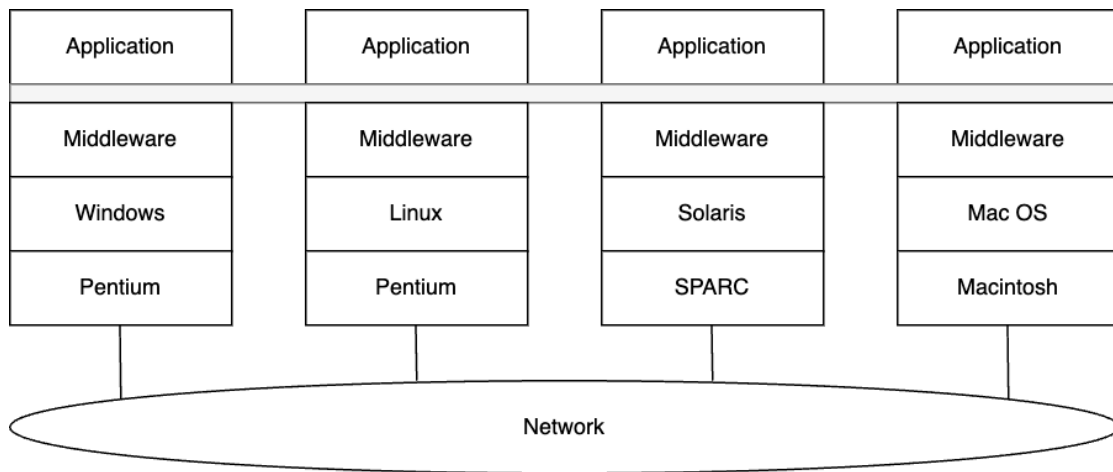 Application Application Application Application
Middleware Middleware Middleware Middleware
Windows Linux Solaris Mac OS
Pentium Pentium SPARC Macintosh
Network